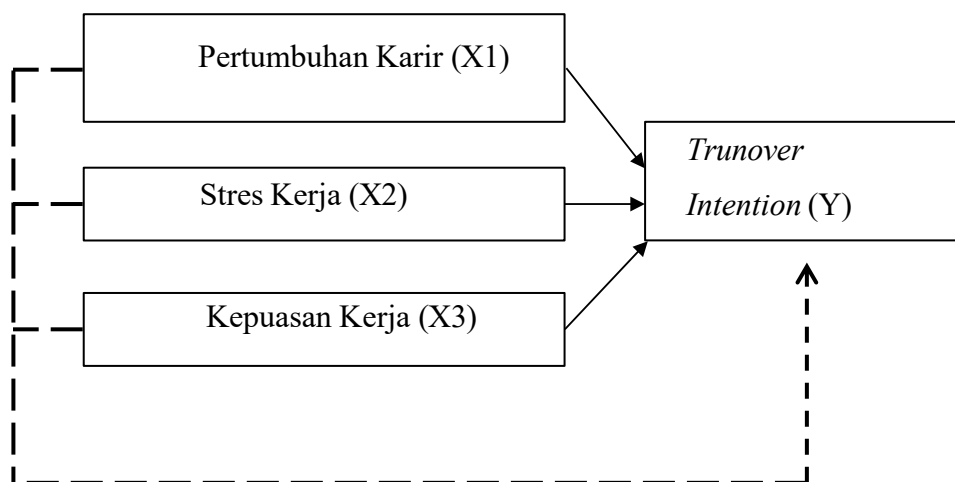 Pertumbuhan Karir (X1)
Stres Kerja (X2)
Kepuasan Kerja (X3)
Trunover
Intention (Y)